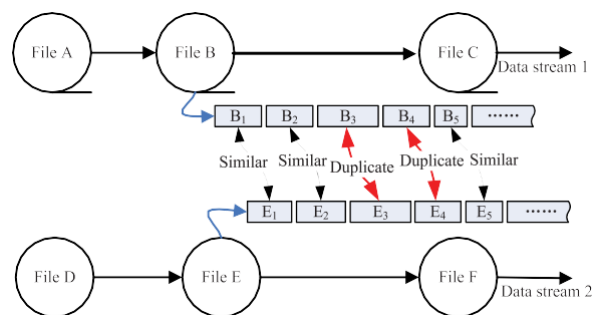 File A
File B
File C
Data stream 1
B1
B2
B3
B4
B5
......
Similar
Similar
Duplicate
Duplicate
Similar
E1
E2
E3
E4
E5
......
File D
File E
File F
Data stream 2